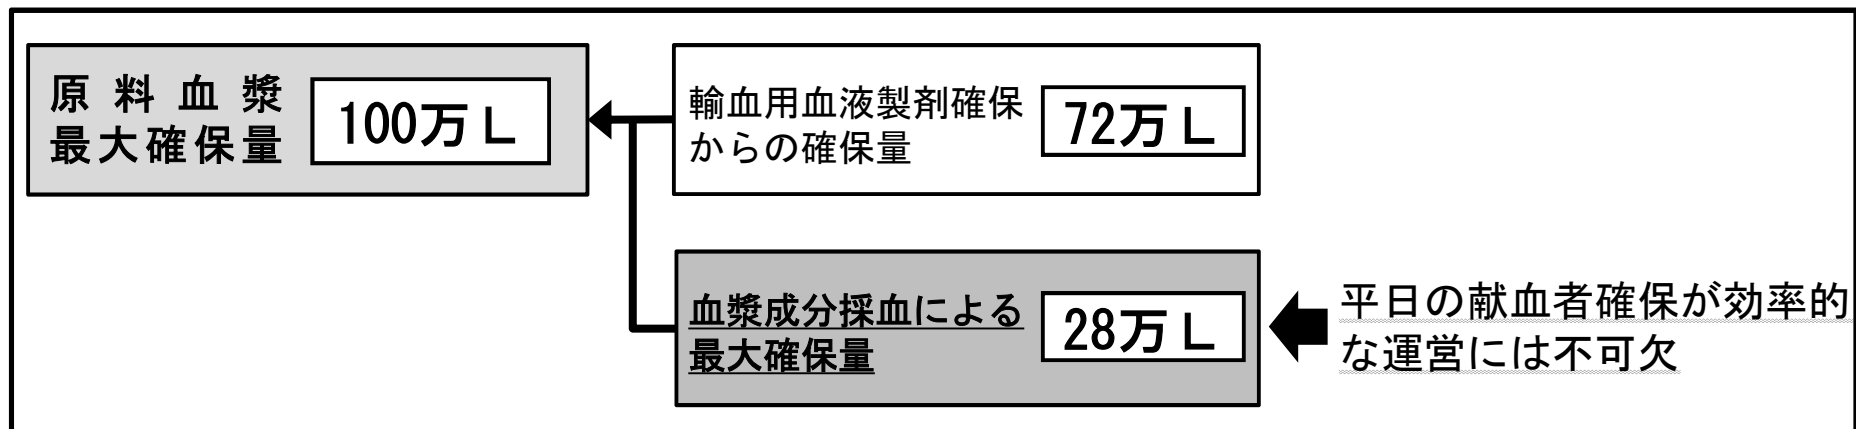 原料血漿
最大確保量
100万L
輸血用血液製剤確保
からの確保量
72万L
血漿成分採血による
最大確保量
28万L
平日の献血者確保が効率的
な運営には不可欠